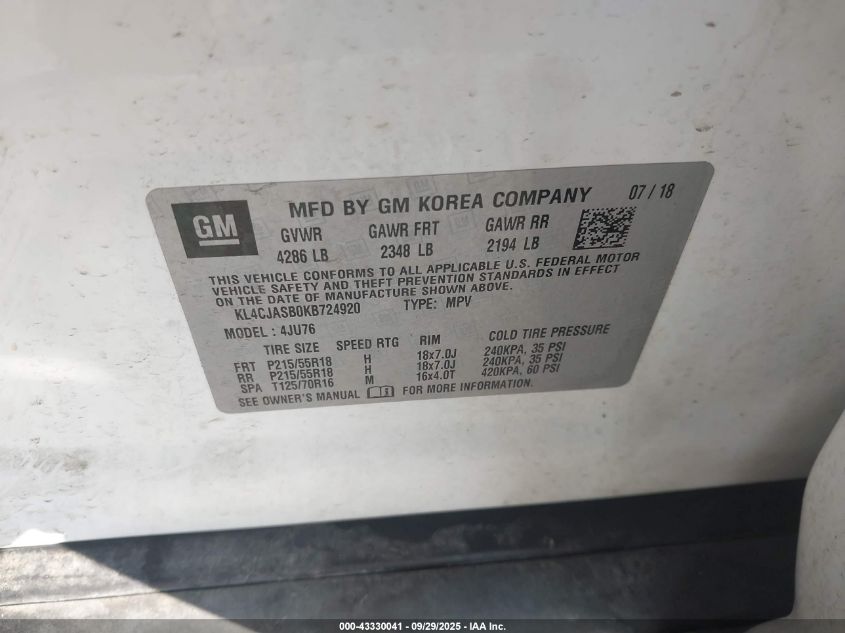 GM
MFD BY GM KOREA COMPANY 07 / 18
GVWR GAWR FRT GAWR RR
4286 LB 2348 LB 2194 LB
THIS VEHICLE CONFORMS TO ALL APPLICABLE U.S. FEDERAL MOTOR
VEHICLE SAFETY AND THEFT PREVENTION STANDARDS IN EFFECT
ON THE DATE OF MANUFACTURE SHOWN ABOVE.
KL4CJASB0KB724920 TYPE: MPV
MODEL: 4JU76
TIRE SIZE SPEED RTG RIM COLD TIRE PRESSURE
FRT P215/55R18 H 18x7.0J 240KPA, 35 PSI
RR P215/55R18 H 18x7.0J 240KPA, 35 PSI
SPA T125/70R16 M 16x4.0T 420KPA, 60 PSI
SEE OWNER'S MANUAL FOR MORE INFORMATION.
000-43330041 - 09/29/2025 - IAA Inc.